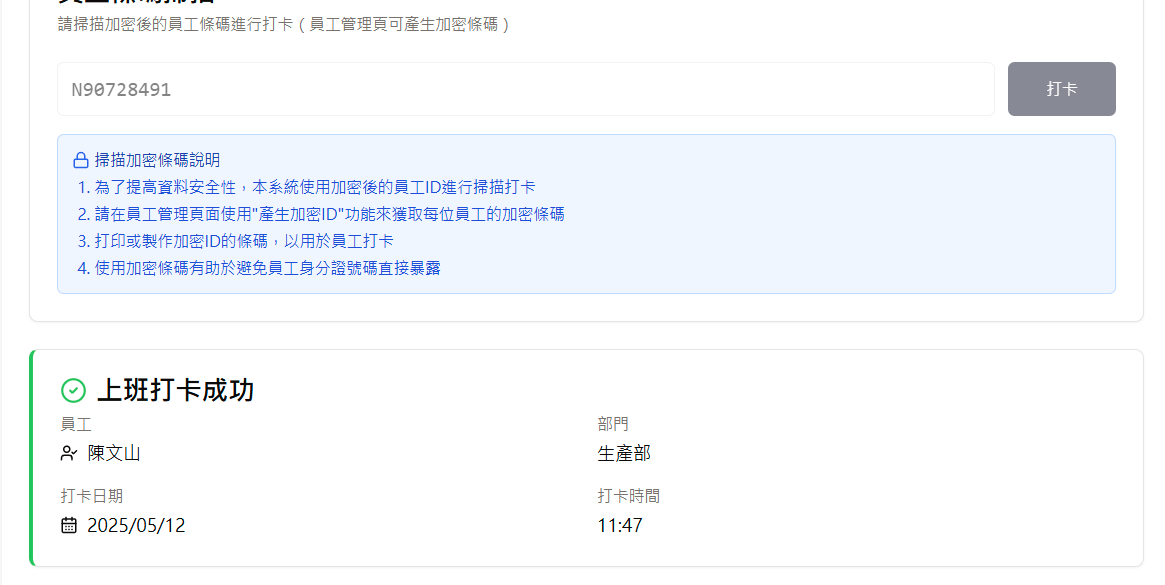 請掃描加密後的員工條碼進行打卡（員工管理頁可產生加密條碼）
N90728491
打卡
掃描加密條碼說明
1. 為了提高資料安全性，本系統使用加密後的員工ID進行掃描打卡
2. 請在員工管理頁面使用"產生加密ID"功能來獲取每位員工的加密條碼
3. 打印或製作加密ID的條碼，以用於員工打卡
4. 使用加密條碼有助於避免員工身分證號碼直接暴露
上班打卡成功
員工
部門
陳文山
生產部
打卡日期
打卡時間
2025/05/12
11:47